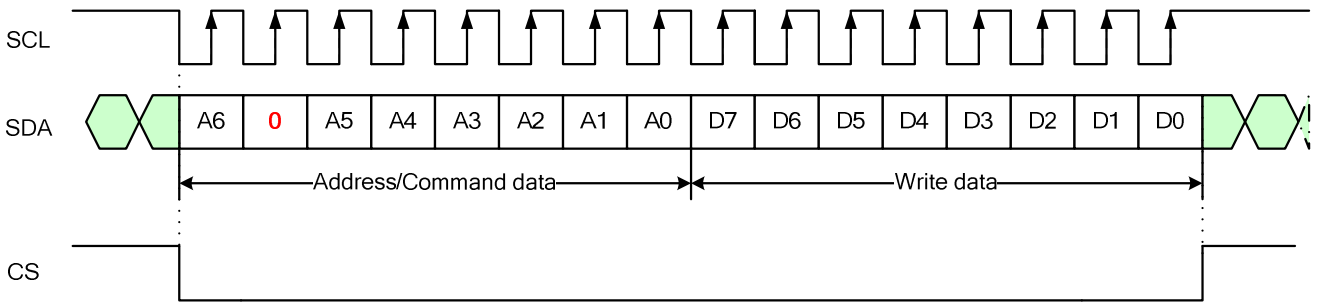 SCL
SDA A6 0 A5 A4 A3 A2 A1 A0 D7 D6 D5 D4 D3 D2 D1 D0
Address/Command data Write data
CS